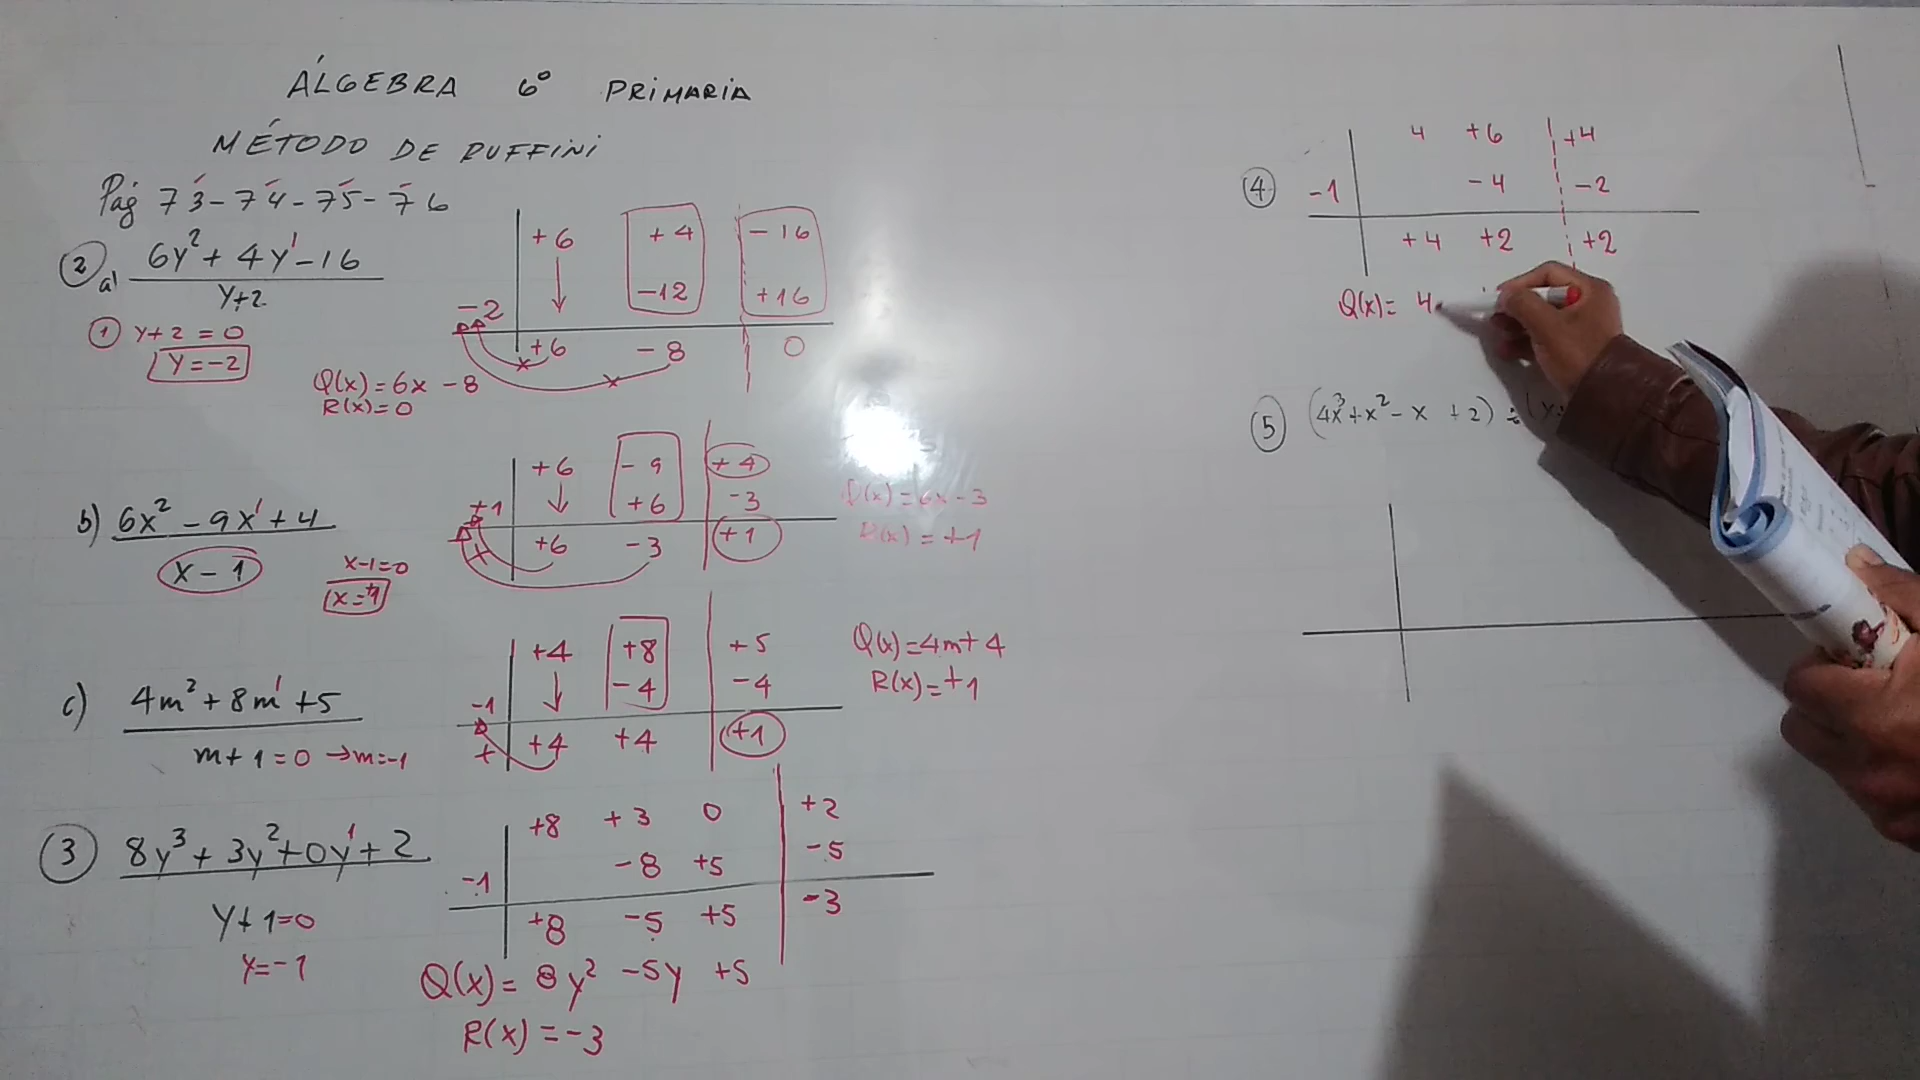 ÁLGEBRA 6° PRIMARIA
MÉTODO DE RUFFINI
Pág 73-74-75-76
② a) 6y² + 4y¹ - 16
y+2
① y+2 = 0
y = -2
+6 +4 -16
-12 +16
-2
+6 -8 0
Q(x) = 6x - 8
R(x) = 0
b) 6x² - 9x¹ + 4
x - 1
x-1=0
x=+1
+6 -9 +4
+1 +6 -3
+6 -3 +1
Q(x) = 6x - 3
R(x) = +1
c) 4m² + 8m¹ + 5
m+1=0 → m=-1
+4 +8 +5
-4 -4
-1
+4 +4 +1
Q(x)=4m+4
R(x)=+1
③ 8y³ + 3y² + 0y¹ + 2
y+1=0
y=-1
+8 +3 0 +2
-8 +5 -5
-1
+8 -5 +5 -3
Q(x) = 8y² -5y +5
R(x) = -3
④ 4 +6 +4
-1 -4 -2
+4 +2 +2
Q(x) = 4
⑤ (4x³+x²-x +2) ÷ (x